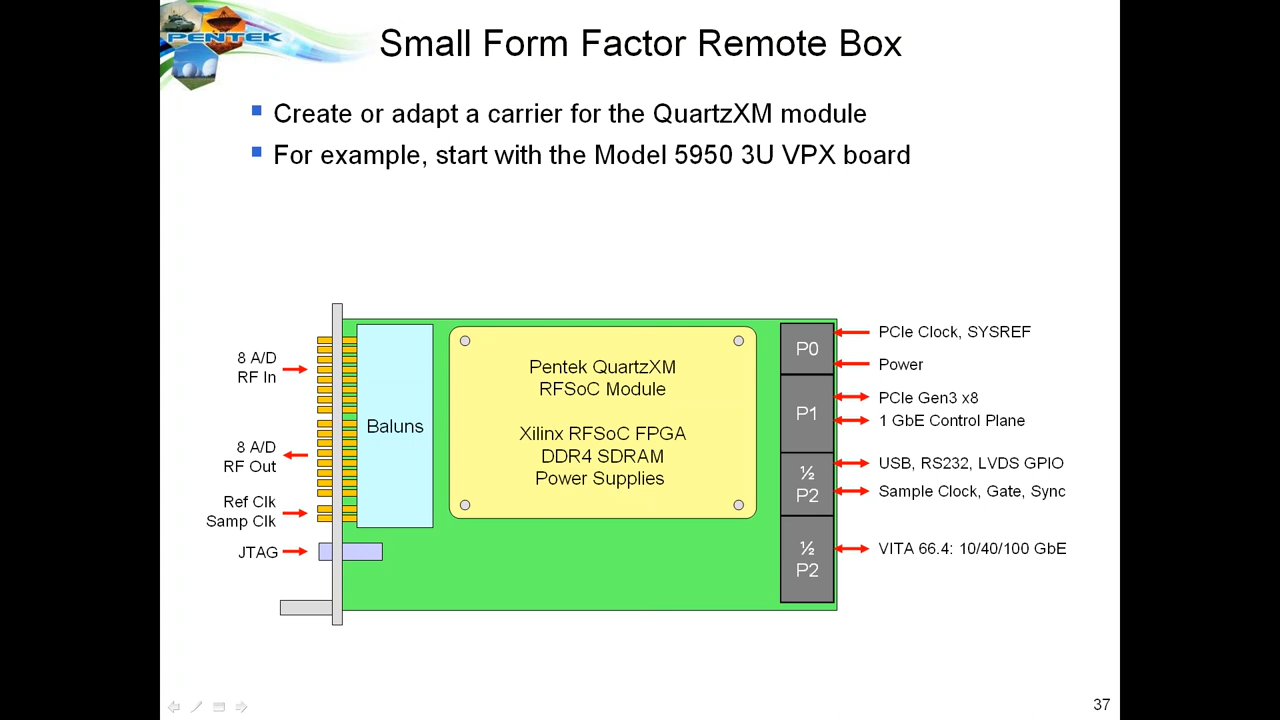 PENTEK
Small Form Factor Remote Box
Create or adapt a carrier for the QuartzXM module
For example, start with the Model 5950 3U VPX board
8 A/D
RF In
8 A/D
RF Out
Ref Clk
Samp Clk
JTAG
Baluns
Pentek QuartzXM
RFSoC Module
Xilinx RFSoC FPGA
DDR4 SDRAM
Power Supplies
P0
P1
½
P2
½
P2
PCIe Clock, SYSREF
Power
PCIe Gen3 x8
1 GbE Control Plane
USB, RS232, LVDS GPIO
Sample Clock, Gate, Sync
VITA 66.4: 10/40/100 GbE
37